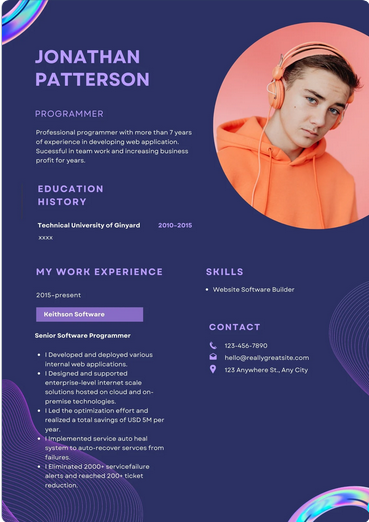 JONATHAN
PATTERSON
PROGRAMMER
Professional programmer with more than 7 years
of experience in developing web application.
Sucessful in team work and increasing business
profit for years.
EDUCATION
HISTORY
Technical University of Ginyard 2010-2015
xxxx
MY WORK EXPERIENCE
2015-present
Keithson Software
Senior Software Programmer
• I Developed and deployed various
internal web applications.
• I Designed and supported
enterprise-level internet scale
solutions hosted on cloud and on-
premise technologies.
• I Led the optimization effort and
realized a total savings of USD 5M per
year.
• I Implemented service auto heal
system to auto-recover servces from
failures.
• I Eliminated 2000+ servicefailure
alerts and reached 200+ ticket
reduction.
SKILLS
• Website Software Builder
CONTACT
123-456-7890
hello@reallygreatsite.com
123 Anywhere St., Any City